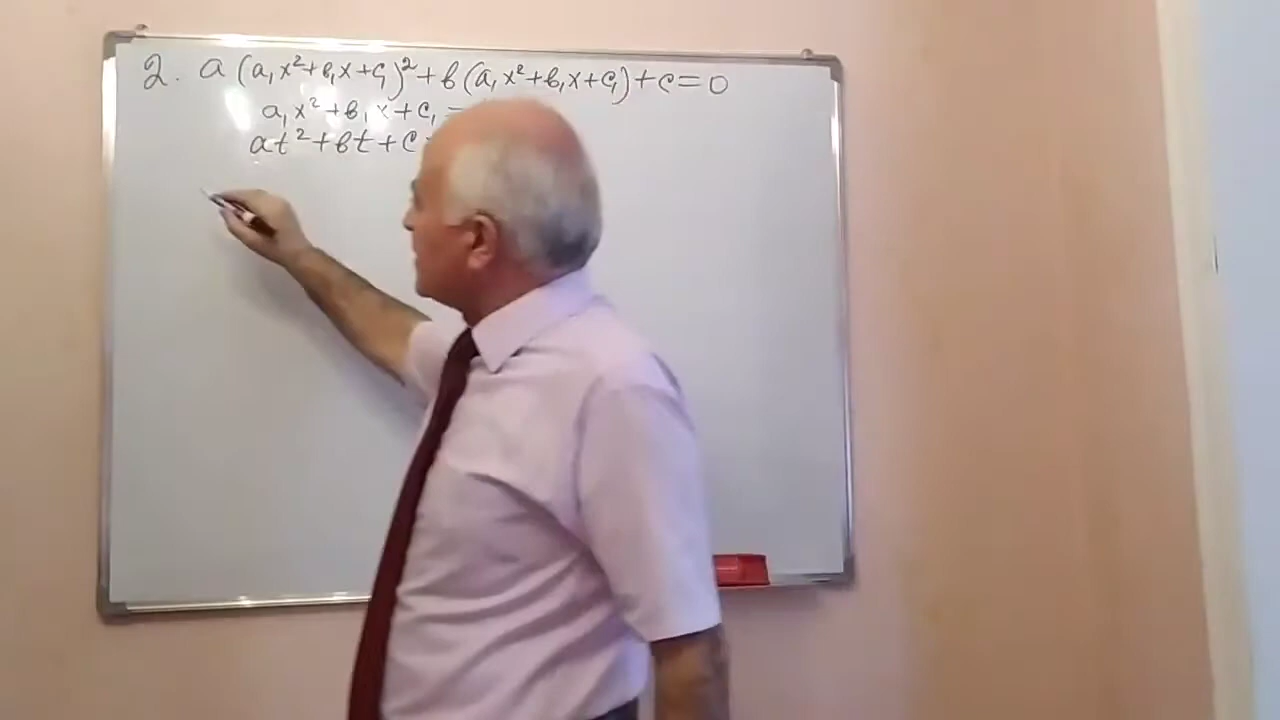 2. a(a₁x²+b₁x+c₁)²+b(a₁x²+b₁x+c₁)+c=0
a₁x²+b₁x+c₁=
at²+bt+c